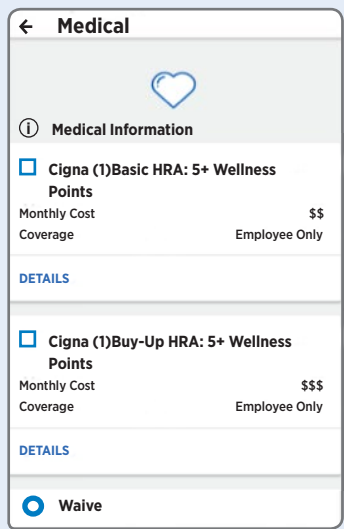 Medical
Medical Information
Cigna (1)Basic HRA: 5+ Wellness
Points
Monthly Cost $$
Coverage Employee Only
DETAILS
Cigna (1)Buy-Up HRA: 5+ Wellness
Points
Monthly Cost $$$
Coverage Employee Only
DETAILS
Waive